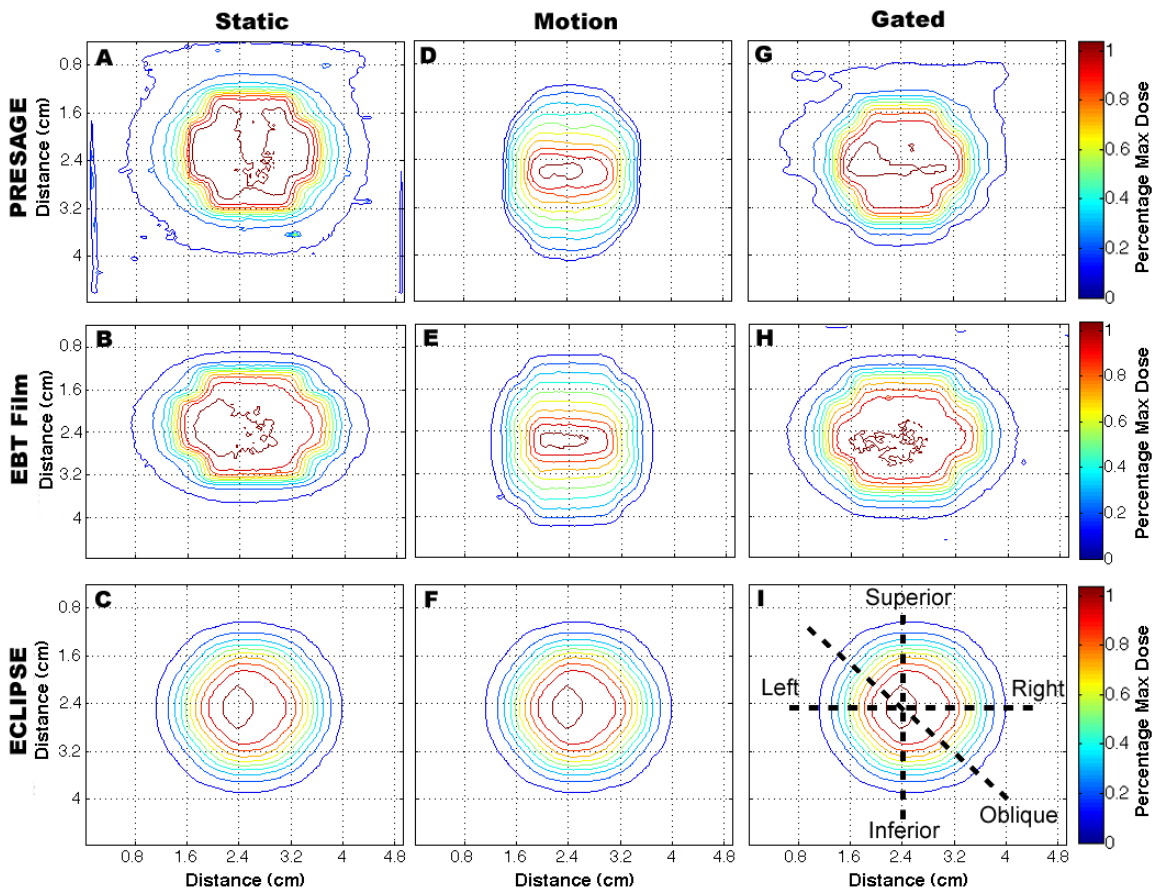 Static Motion Gated
PRESAGE
Distance (cm)
A
0.8
1.6
2.4
3.2
4
D
G
1
0.8
0.6
0.4
0.2
0
Percentage Max Dose
EBT Film
Distance (cm)
B
0.8
1.6
2.4
3.2
4
E
H
1
0.8
0.6
0.4
0.2
0
Percentage Max Dose
ECLIPSE
Distance (cm)
C
0.8
1.6
2.4
3.2
4
F
I
Superior
Left
Right
Inferior
Oblique
1
0.8
0.6
0.4
0.2
0
Percentage Max Dose
0.8 1.6 2.4 3.2 4 4.8
0.8 1.6 2.4 3.2 4 4.8
0.8 1.6 2.4 3.2 4 4.8
Distance (cm) Distance (cm) Distance (cm)